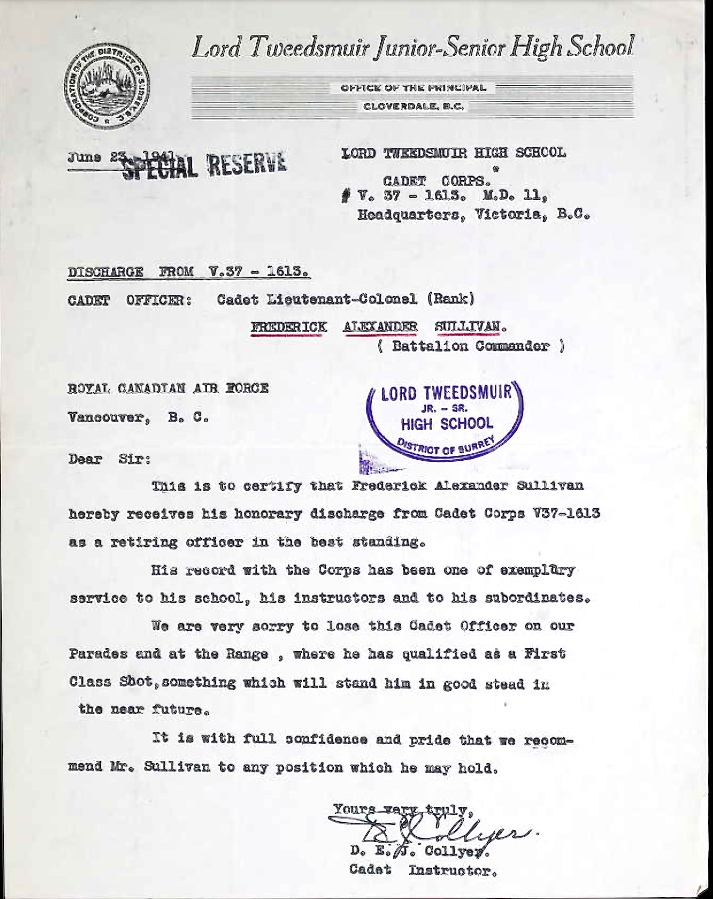 Lord Tweedsmuir Junior-Senior High School
CORPORATION OF THE DISTRICT OF SURREY, B.C.
OFFICE OF THE PRINCIPAL
CLOVERDALE, B.C.
June 23, 1941.
SPECIAL RESERVE
LORD TWEEDSMUIR HIGH SCHOOL
CADET CORPS.
# V. 37 - 1613. M.D. 11,
Headquarters, Victoria, B.C.
DISCHARGE FROM V.37 - 1613.
CADET OFFICER: Cadet Lieutenant-Colonel (Rank)
FREDERICK ALEXANDER SULLIVAN.
( Battalion Commander )
ROYAL CANADIAN AIR FORCE
Vancouver, B. C.
LORD TWEEDSMUIR
JR. - SR.
HIGH SCHOOL
DISTRICT OF SURREY
Dear Sir:
This is to certify that Frederick Alexander Sullivan
hereby receives his honorary discharge from Cadet Corps V37-1613
as a retiring officer in the best standing.
His record with the Corps has been one of exemplary
service to his school, his instructors and to his subordinates.
We are very sorry to lose this Cadet Officer on our
Parades and at the Range , where he has qualified as a First
Class Shot,something which will stand him in good stead in
the near future.
It is with full confidence and pride that we recom-
mend Mr. Sullivan to any position which he may hold.
Yours very truly,
D. E. J. Collyer.
D. E. J. Collyer.
Cadet Instructor.